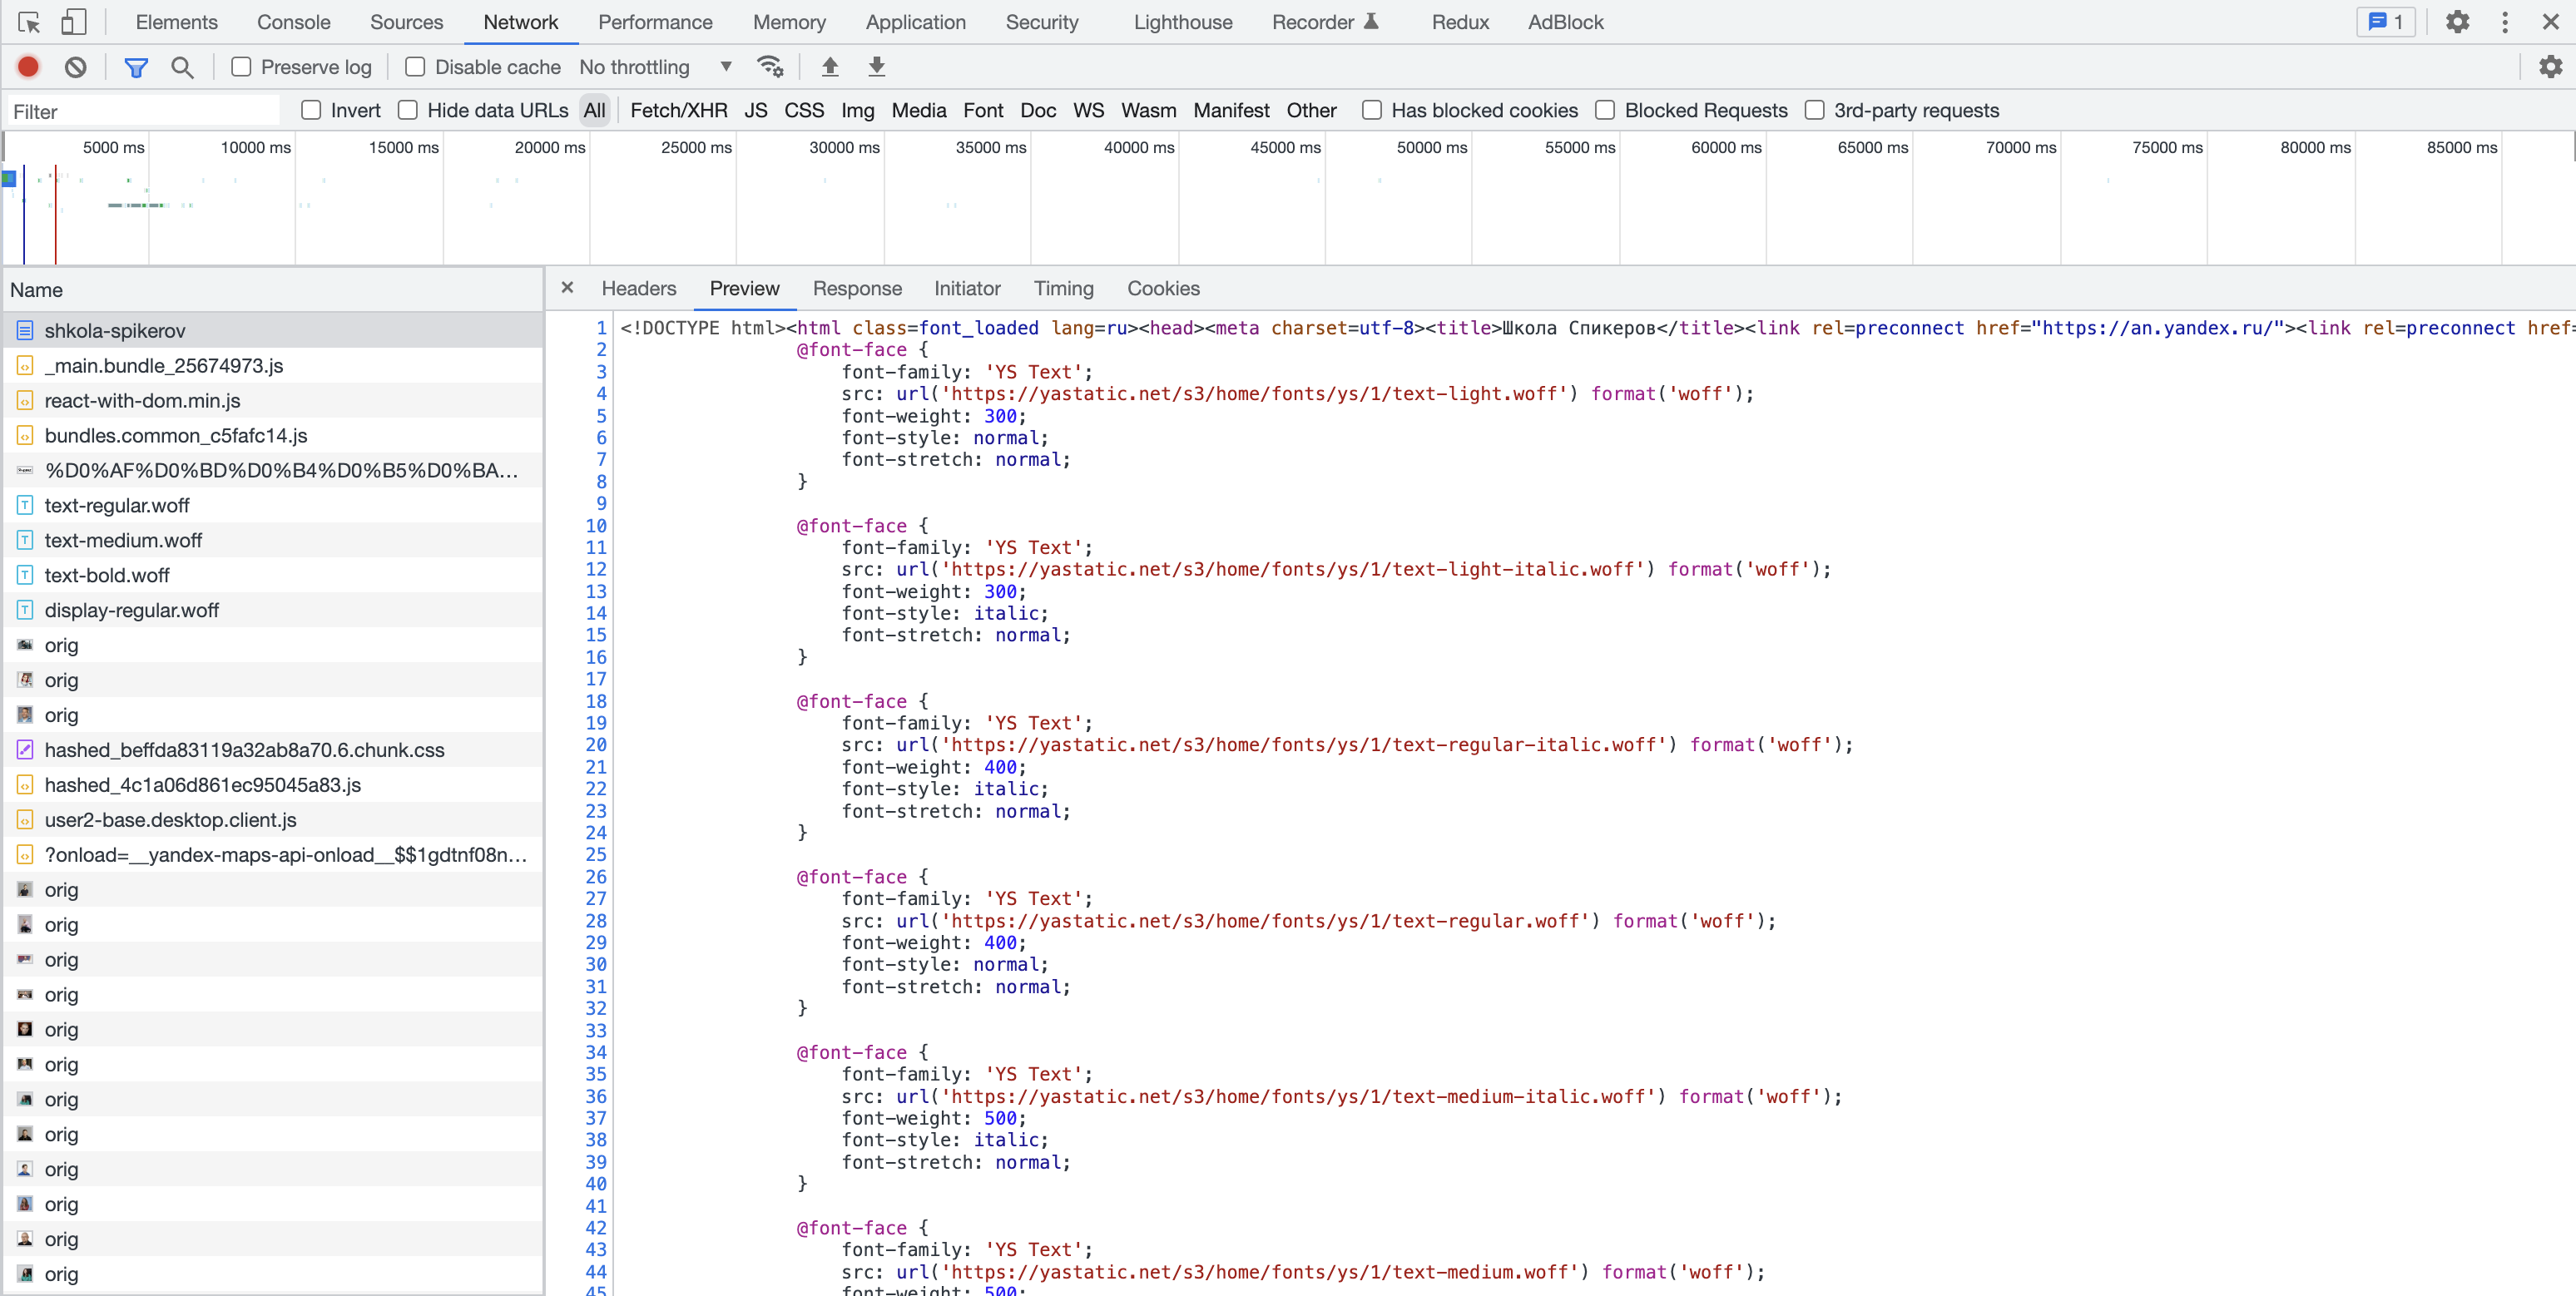 Elements Console Sources Network Performance Memory Application Security Lighthouse Recorder Redux AdBlock 1
Preserve log Disable cache No throttling
Filter Invert Hide data URLs All Fetch/XHR JS CSS Img Media Font Doc WS Wasm Manifest Other Has blocked cookies Blocked Requests 3rd-party requests
5000 ms 10000 ms 15000 ms 20000 ms 25000 ms 30000 ms 35000 ms 40000 ms 45000 ms 50000 ms 55000 ms 60000 ms 65000 ms 70000 ms 75000 ms 80000 ms 85000 ms
Name
shkola-spikerov
_main.bundle_25674973.js
react-with-dom.min.js
bundles.common_c5fafc14.js
%D0%AF%D0%BD%D0%B4%D0%B5%D0%BA...
text-regular.woff
text-medium.woff
text-bold.woff
display-regular.woff
orig
orig
orig
hashed_beffda83119a32ab8a70.6.chunk.css
hashed_4c1a06d861ec95045a83.js
user2-base.desktop.client.js
?onload=__yandex-maps-api-onload__$$1gdtnf08n...
orig
orig
orig
orig
orig
orig
orig
orig
orig
orig
orig
orig
Headers Preview Response Initiator Timing Cookies
1 <!DOCTYPE html><html class=font_loaded lang=ru><head><meta charset=utf-8><title>Школа Спикеров</title><link rel=preconnect href="https://an.yandex.ru/"><link rel=preconnect href=
2 @font-face {
3 font-family: 'YS Text';
4 src: url('https://yastatic.net/s3/home/fonts/ys/1/text-light.woff') format('woff');
5 font-weight: 300;
6 font-style: normal;
7 font-stretch: normal;
8 }
9
10 @font-face {
11 font-family: 'YS Text';
12 src: url('https://yastatic.net/s3/home/fonts/ys/1/text-light-italic.woff') format('woff');
13 font-weight: 300;
14 font-style: italic;
15 font-stretch: normal;
16 }
17
18 @font-face {
19 font-family: 'YS Text';
20 src: url('https://yastatic.net/s3/home/fonts/ys/1/text-regular-italic.woff') format('woff');
21 font-weight: 400;
22 font-style: italic;
23 font-stretch: normal;
24 }
25
26 @font-face {
27 font-family: 'YS Text';
28 src: url('https://yastatic.net/s3/home/fonts/ys/1/text-regular.woff') format('woff');
29 font-weight: 400;
30 font-style: normal;
31 font-stretch: normal;
32 }
33
34 @font-face {
35 font-family: 'YS Text';
36 src: url('https://yastatic.net/s3/home/fonts/ys/1/text-medium-italic.woff') format('woff');
37 font-weight: 500;
38 font-style: italic;
39 font-stretch: normal;
40 }
41
42 @font-face {
43 font-family: 'YS Text';
44 src: url('https://yastatic.net/s3/home/fonts/ys/1/text-medium.woff') format('woff');
45 font-weight: 500;